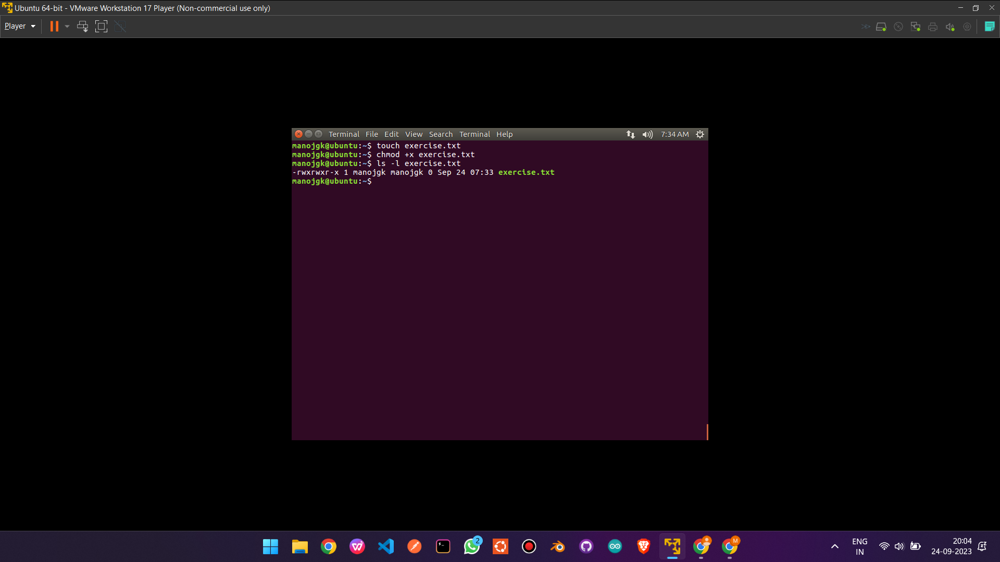 Ubuntu 64-bit - VMware Workstation 17 Player (Non-commercial use only)
Player
Terminal File Edit View Search Terminal Help 7:34 AM
manojgk@ubuntu:~$ touch exercise.txt
manojgk@ubuntu:~$ chmod +x exercise.txt
manojgk@ubuntu:~$ ls -l exercise.txt
-rwxrwxr-x 1 manojgk manojgk 0 Sep 24 07:33 exercise.txt
manojgk@ubuntu:~$
2
M
ENG
IN
20:04
24-09-2023